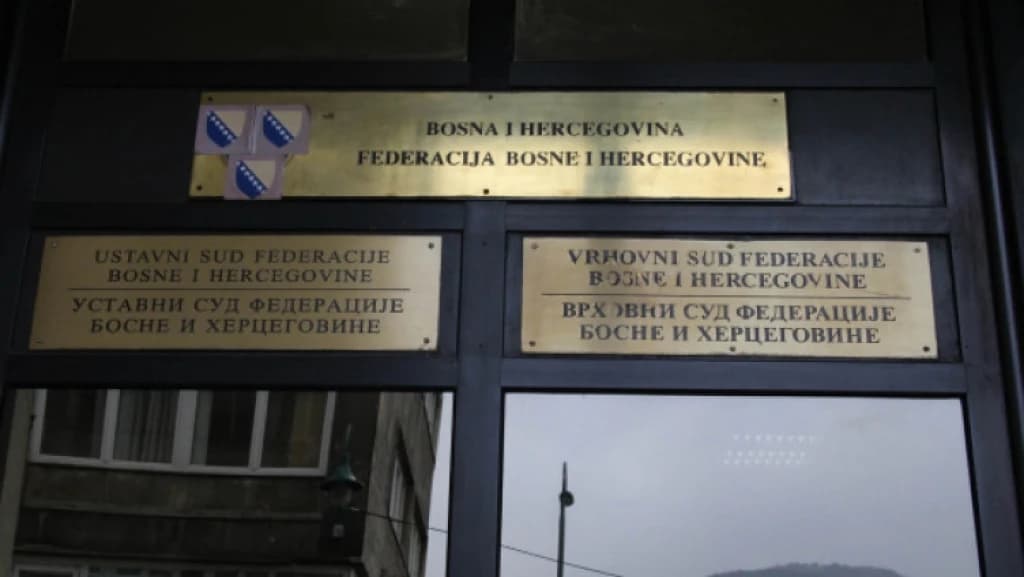 BOSNA I HERCEGOVINA
FEDERACIJA BOSNE I HERCEGOVINE
USTAVNI SUD FEDERACIJE
BOSNE I HERCEGOVINE
УСТАВНИ СУД ФЕДЕРАЦИЈЕ
БОСНЕ И ХЕРЦЕГОВИНЕ
VRHOVNI SUD FEDERACIJE
BOSNE I HERCEGOVINE
ВРХОВНИ СУД ФЕДЕРАЦИЈЕ
БОСНЕ И ХЕРЦЕГОВИНЕ